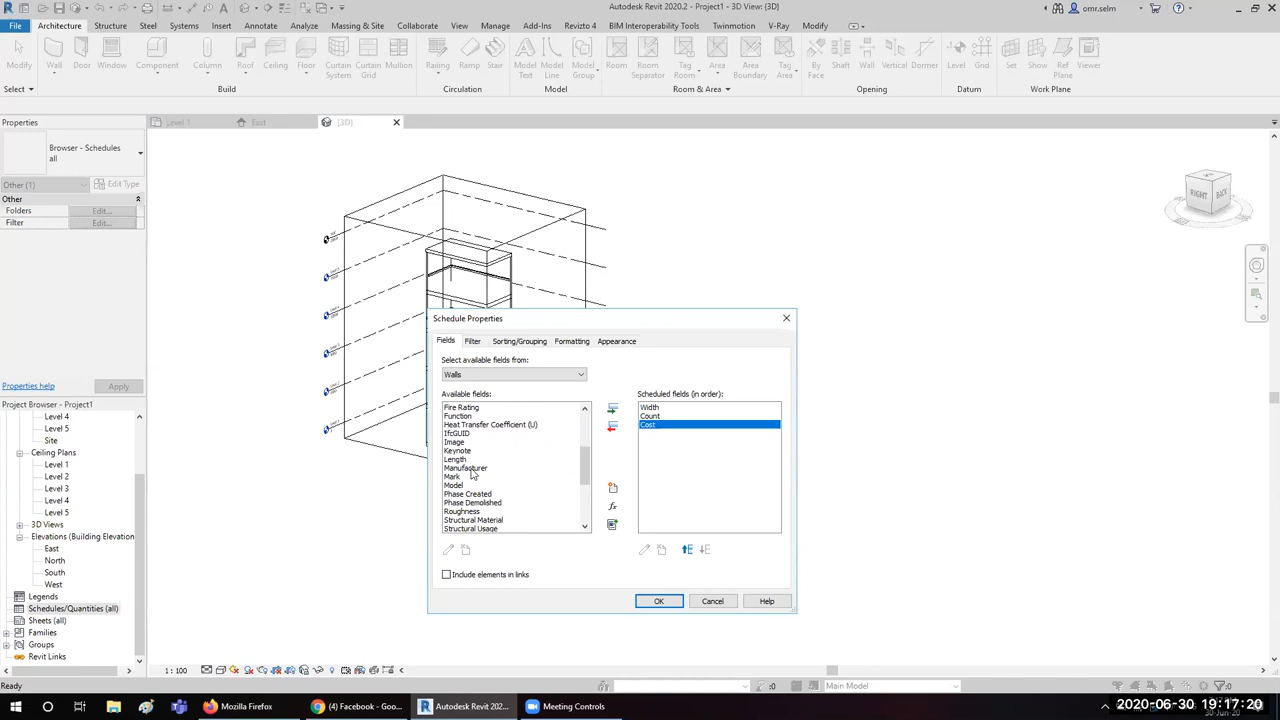 Autodesk Revit 2020.2 - Project1 - 3D View: {3D}
omr.selm
File Architecture Structure Steel Systems Insert Annotate Analyze Massing & Site Collaborate View Manage Add-Ins Revizto 4 BIM Interoperability Tools Twinmotion V-Ray Modify
Modify Wall Door Window Component Column Roof Ceiling Floor Curtain System Curtain Grid Mullion Railing Ramp Stair Model Text Model Line Model Group Room Room Separator Tag Room Area Area Boundary Tag Area By Face Shaft Wall Vertical Dormer Level Grid Set Show Ref Plane Viewer
Select Build Circulation Model Room & Area Opening Datum Work Plane
Properties
Level 1 East {3D}
Browser - Schedules
all
Other (1) Edit Type
Other
Folders Edit...
Filter Edit...
RIGHT BACK
Properties help Apply
Project Browser - Project1
Level 4
Level 5
Site
Ceiling Plans
Level 1
Level 2
Level 3
Level 4
Level 5
3D Views
Elevations (Building Elevation
East
North
South
West
Legends
Schedules/Quantities (all)
Sheets (all)
Families
Groups
Revit Links
Schedule Properties
Fields Filter Sorting/Grouping Formatting Appearance
Select available fields from:
Walls
Available fields: Scheduled fields (in order):
Fire Rating
Function
Heat Transfer Coefficient (U)
IfcGUID
Image
Keynote
Length
Manufacturer
Mark
Model
Phase Created
Phase Demolished
Roughness
Structural Material
Structural Usage
Width
Count
Cost
fx
Include elements in links
OK Cancel Help
1 : 100
Ready
:0 Main Model :0
Mozilla Firefox (4) Facebook - Goo... Autodesk Revit 202... Meeting Controls
2020-06-30 19:17:20